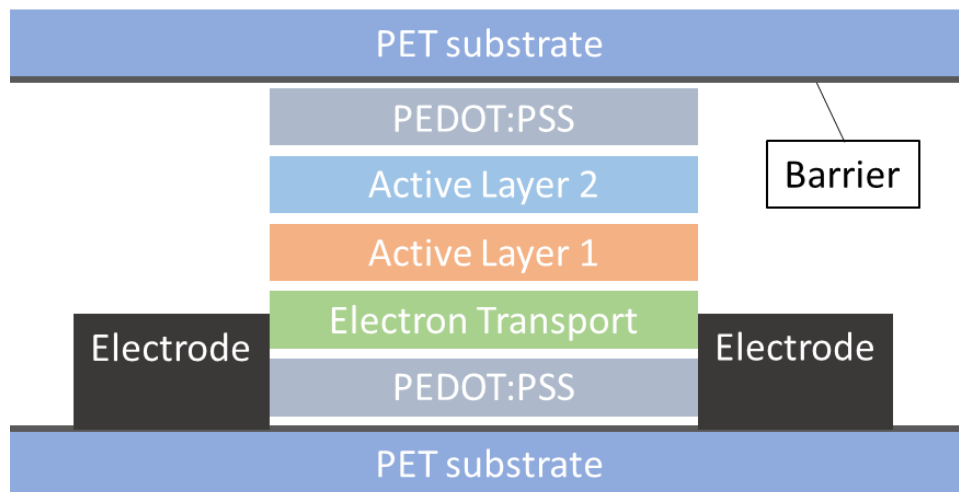 PET substrate
PEDOT:PSS
Barrier
Active Layer 2
Active Layer 1
Electron Transport
Electrode
Electrode
PEDOT:PSS
PET substrate